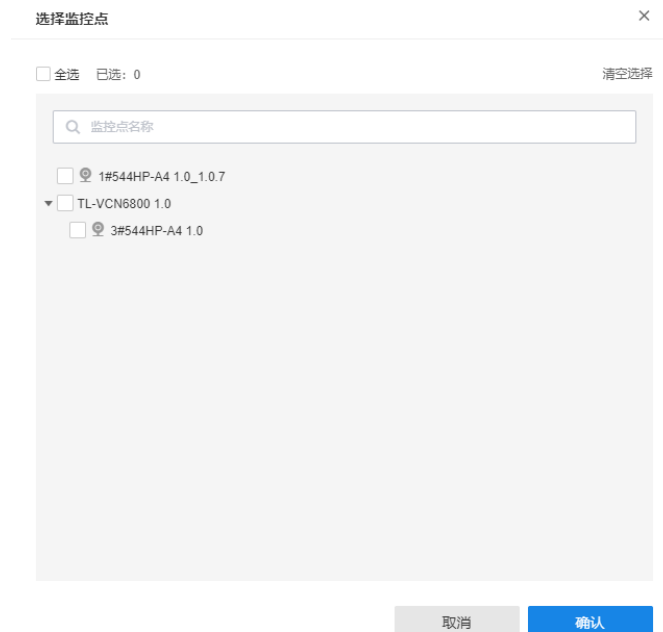 选择监控点
全选 已选：0 清空选择
监控点名称
1#544HP-A4 1.0_1.0.7
TL-VCN6800 1.0
3#544HP-A4 1.0
取消 确认